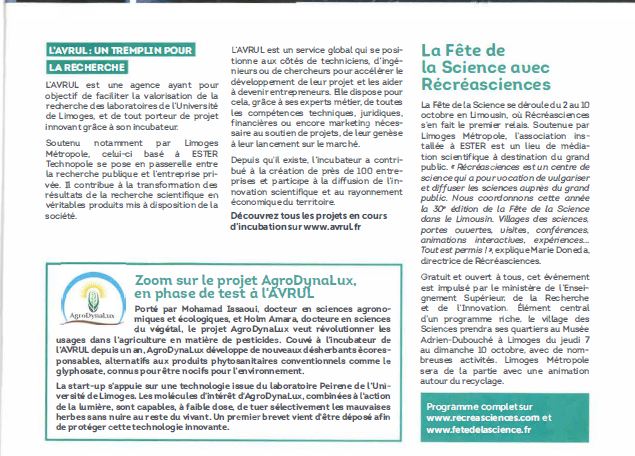 L'AVRUL : UN TREMPLIN POUR
LA RECHERCHE
L'AVRUL est une agence ayant pour
objectif de faciliter la valorisation de la
recherche des laboratoires de l'Université
de Limoges, et de tout porteur de projet
innovant grâce à son incubateur.
Soutenu notamment par Limoges
Métropole, celui-ci basé à ESTER
Technopole se pose en passerelle entre
la recherche publique et l'entreprise pri-
vée. Il contribue à la transformation des
résultats de la recherche scientifique en
véritables produits mis à disposition de la
société.
L'AVRUL est un service global qui se posi-
tionne aux côtés de techniciens, d'ingé-
nieurs ou de chercheurs pour accélérer le
développement de leur projet et les aider
à devenir entrepreneurs. Elle dispose pour
cela, grâce à ses experts métier, de toutes
les compétences techniques, juridiques,
financières ou encore marketing néces-
saire au soutien de projets, de leur genèse
à leur lancement sur le marché.
Depuis qu'il existe, l'incubateur a contri-
bué à la création de près de 100 entre-
prises et participe à la diffusion de l'in-
novation scientifique et au rayonnement
économique du territoire.
Découvrez tous les projets en cours
d'incubation sur www.avrul.fr
AgroDynaLux
Zoom sur le projet AgroDynaLux,
en phase de test à l'AVRUL
Porté par Mohamad Issaoui, docteur en sciences agrono-
miques et écologiques, et Holm Amara, docteure en sciences
du végétal, le projet AgroDynaLux veut révolutionner les
usages dans l'agriculture en matière de pesticides. Couvé à l'incubateur de
l'AVRUL depuis un an, AgroDynaLux développe de nouveaux désherbants écores-
ponsables, alternatifs aux produits phytosanitaires conventionnels comme le
glyphosate, connus pour être nocifs pour l'environnement.
La start-up s'appuie sur une technologie issue du laboratoire Peirene de l'Uni-
versité de Limoges. Les molécules d'intérêt d'AgroDynaLux, combinées à l'action
de la lumière, sont capables, à faible dose, de tuer sélectivement les mauvaises
herbes sans nuire au reste du vivant. Un premier brevet vient d'être déposé afin
de protéger cette technologie innovante.
La Fête de
la Science avec
Récréasciences
La Fête de la Science se déroule du 2 au 10
octobre en Limousin, où Récréasciences
s'en fait le premier relais. Soutenue par
Limoges Métropole, l'association ins-
tallée à ESTER est un lieu de média-
tion scientifique à destination du grand
public. « Récréasciences est un centre de
science qui a pour vocation de vulgariser
et diffuser les sciences auprès du grand
public. Nous coordonnons cette année
la 30e édition de la Fête de la Science
dans le Limousin. Villages des sciences,
portes ouvertes, visites, conférences,
animations interactives, expériences...
Tout est permis ! », explique Marie Doneda,
directrice de Récréasciences.
Gratuit et ouvert à tous, cet événement
est impulsé par le ministère de l'Ensei-
gnement Supérieur, de la Recherche
et de l'Innovation. Élément central
d'un programme riche, le village des
Sciences prendra ses quartiers au Musée
Adrien-Dubouché à Limoges du jeudi 7
au dimanche 10 octobre, avec de nom-
breuses activités. Limoges Métropole
sera de la partie avec une animation
autour du recyclage.
Programme complet sur
www.recreasciences.com et
www.fetedelascience.fr